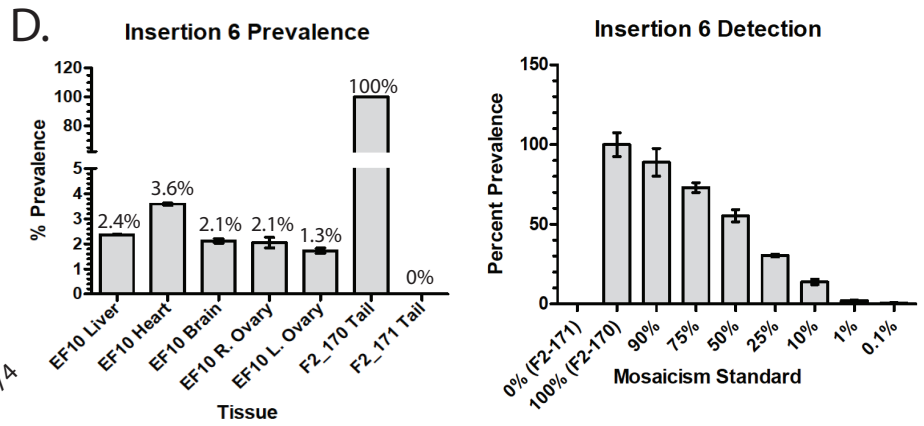 D.
Insertion 6 Prevalence
% Prevalence
120
100
80
5
4
3
2
1
0
2.4%
3.6%
2.1%
2.1%
1.3%
100%
0%
EF10 Liver
EF10 Heart
EF10 Brain
EF10 R. Ovary
EF10 L. Ovary
F2_170 Tail
F2_171 Tail
Tissue
Insertion 6 Detection
Percent Prevalence
150
100
50
0
0% (F2-171)
100% (F2-170)
90%
75%
50%
25%
10%
1%
0.1%
Mosaicism Standard